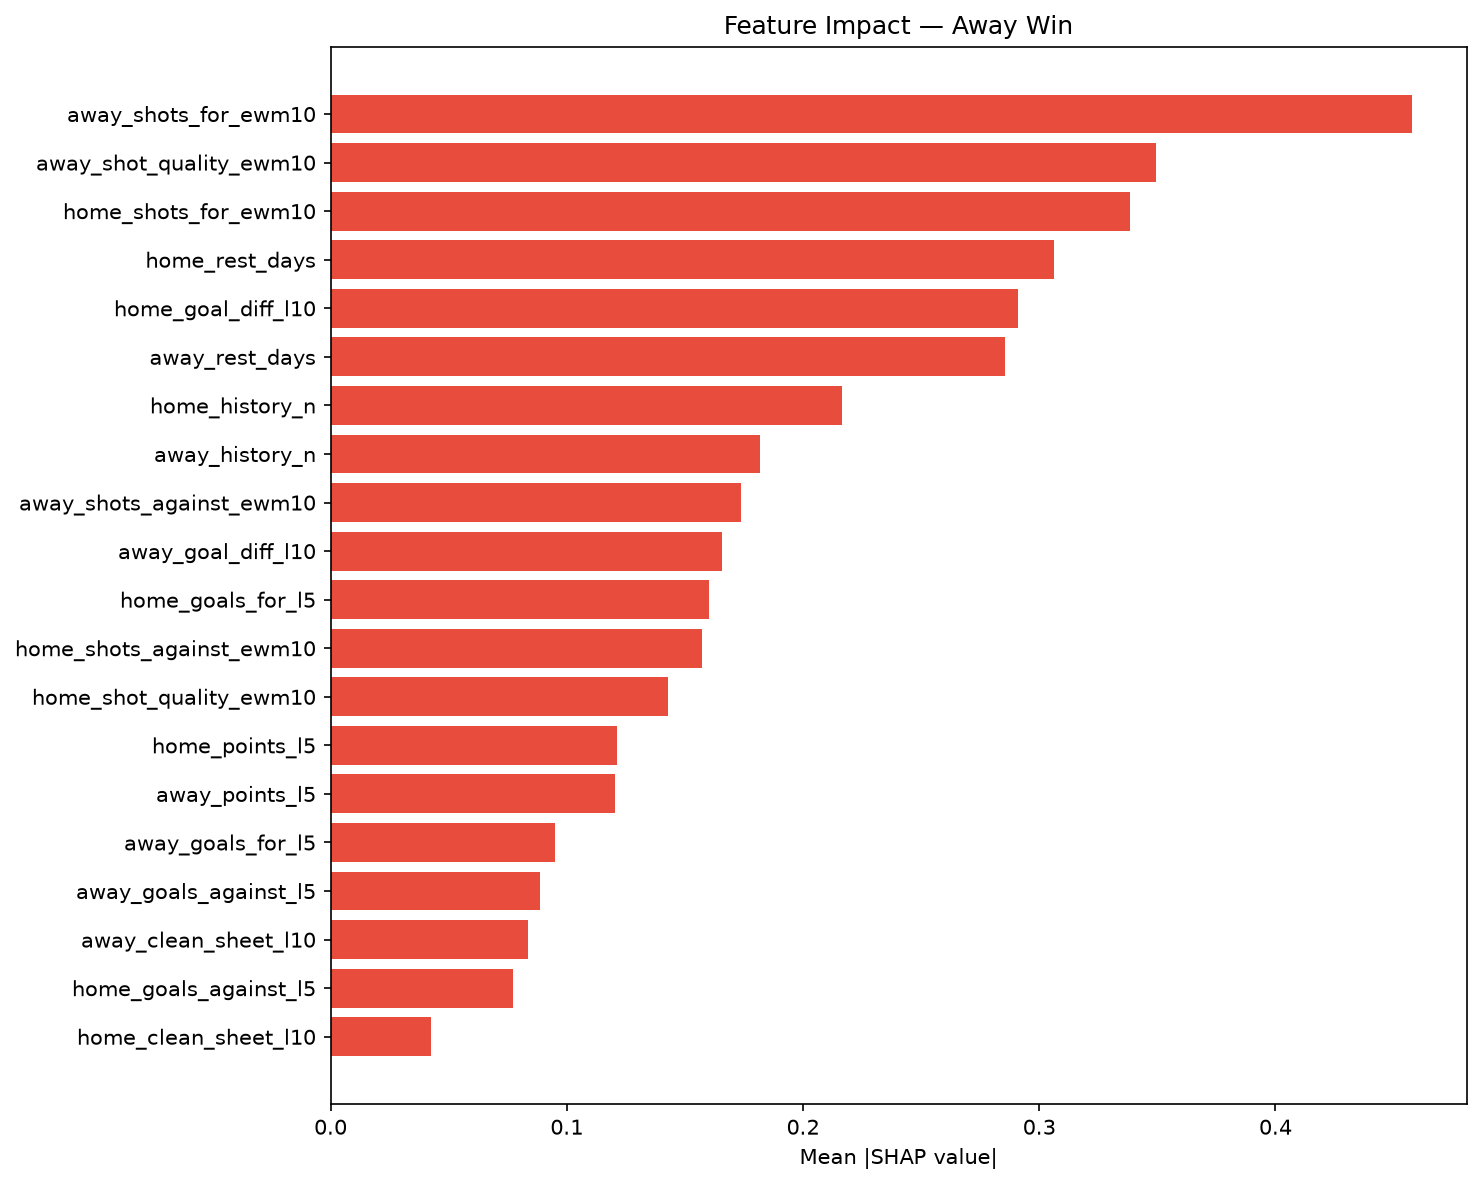 Feature Impact — Away Win
away_shots_for_ewm10
away_shot_quality_ewm10
home_shots_for_ewm10
home_rest_days
home_goal_diff_l10
away_rest_days
home_history_n
away_history_n
away_shots_against_ewm10
away_goal_diff_l10
home_goals_for_l5
home_shots_against_ewm10
home_shot_quality_ewm10
home_points_l5
away_points_l5
away_goals_for_l5
away_goals_against_l5
away_clean_sheet_l10
home_goals_against_l5
home_clean_sheet_l10
0.0 0.1 0.2 0.3 0.4
Mean |SHAP value|